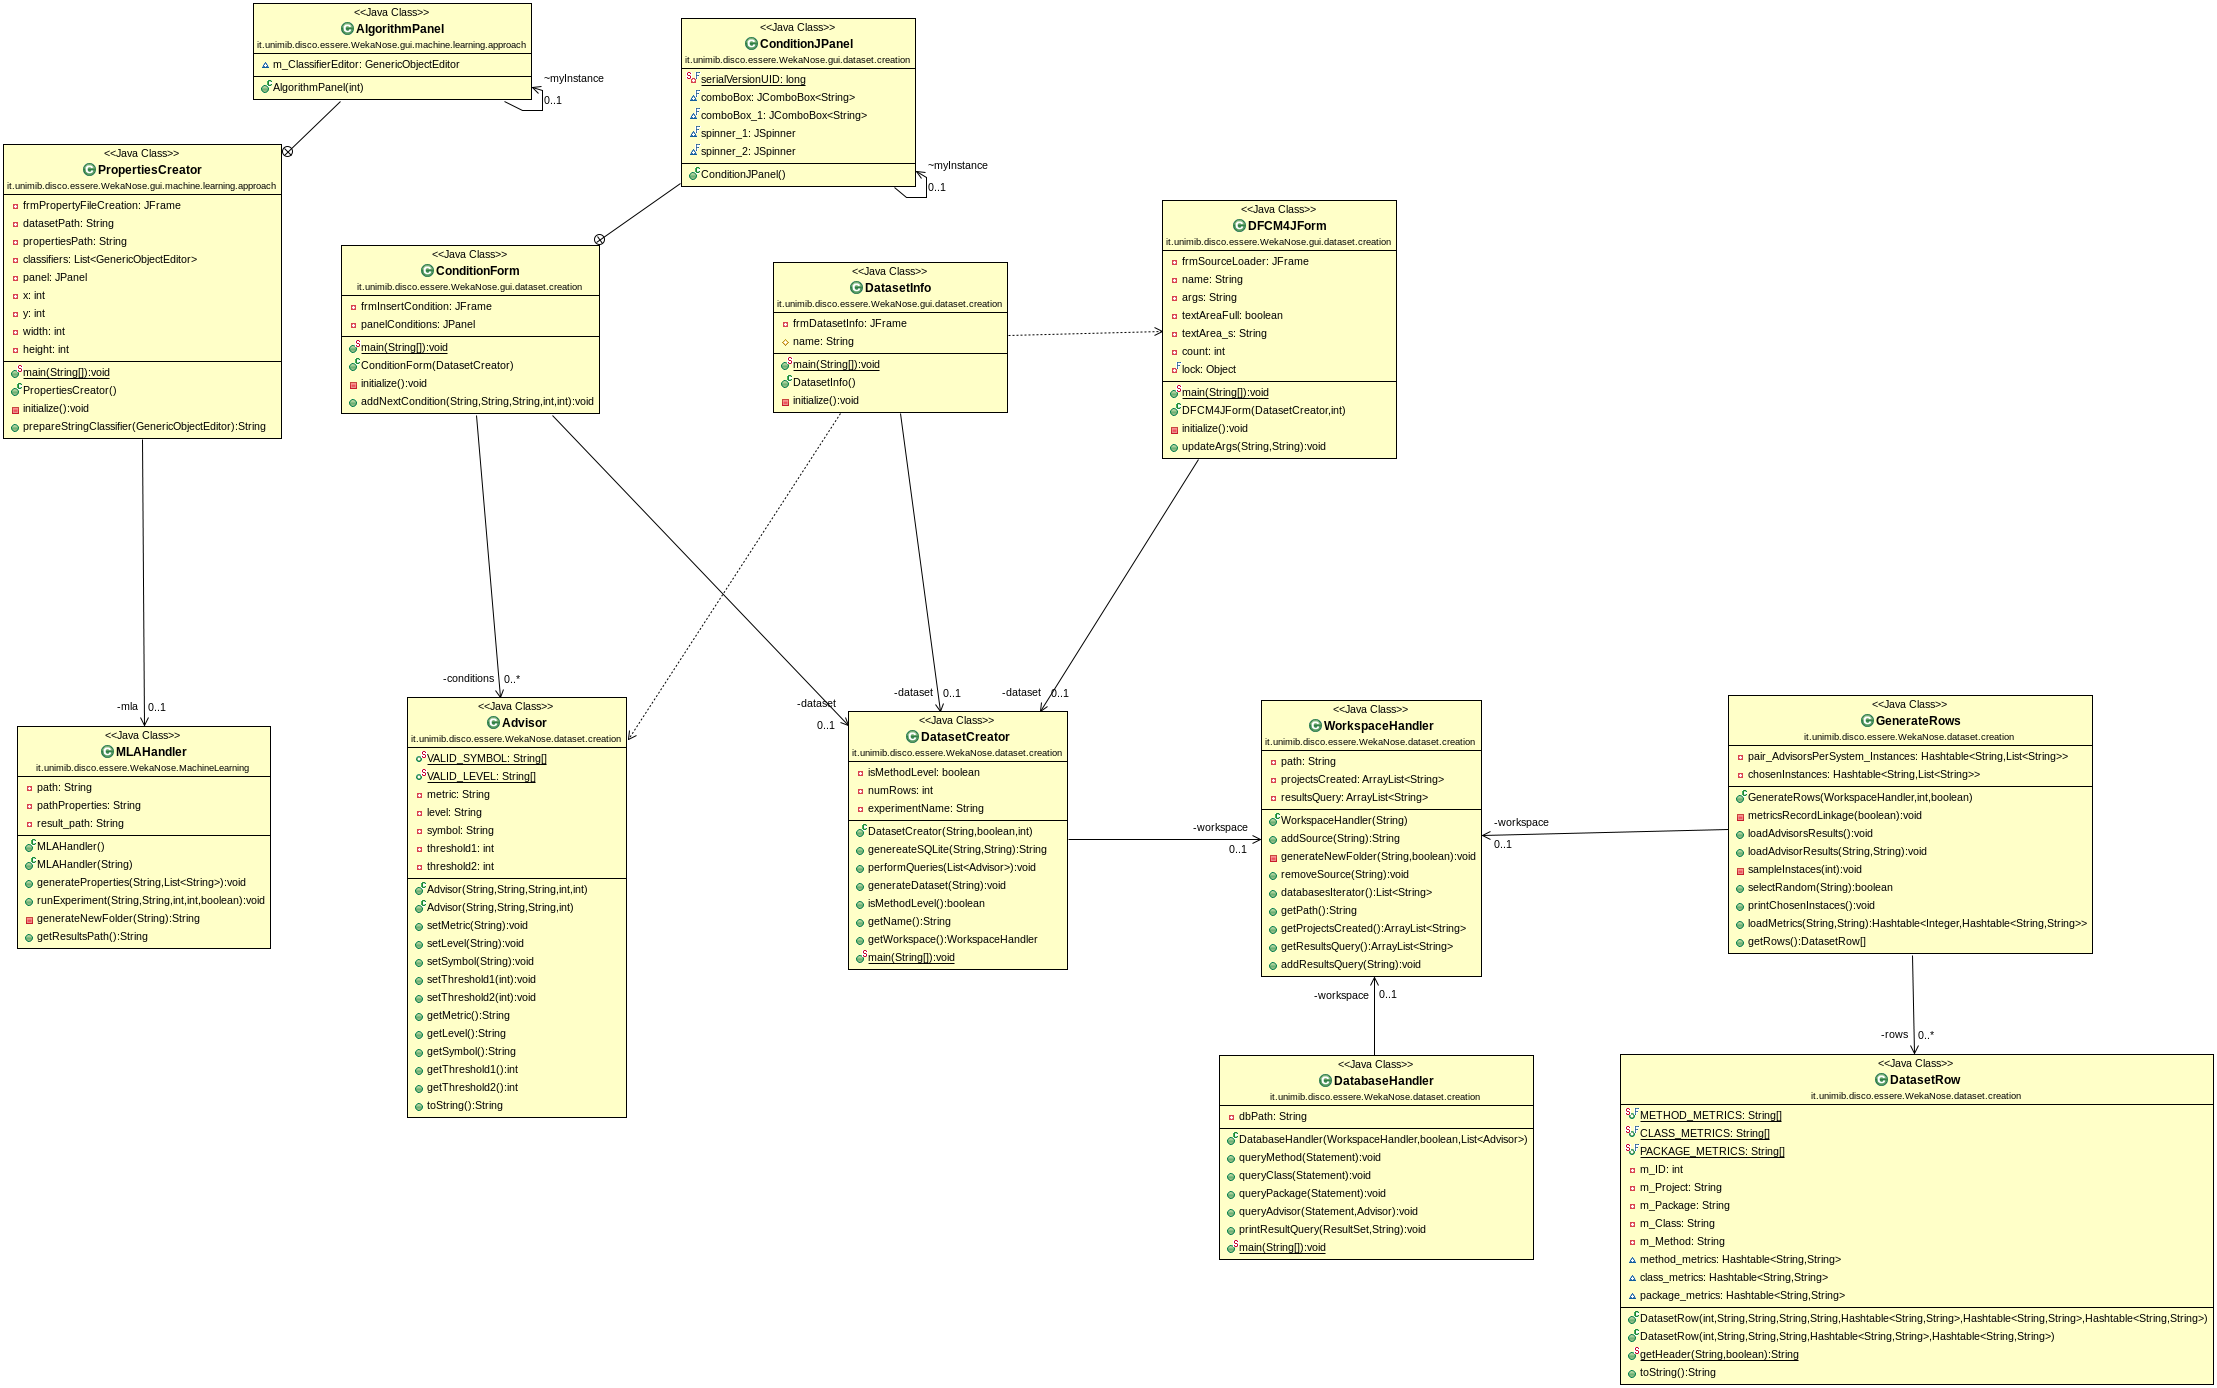 <<Java Class>>
AlgorithmPanel
it.unimib.disco.essere.WekaNose.gui.machine.learning.approach
m_ClassifierEditor: GenericObjectEditor
AlgorithmPanel(int)
~myInstance
0..1
<<Java Class>>
ConditionJPanel
it.unimib.disco.essere.WekaNose.gui.dataset.creation
serialVersionUID: long
comboBox: JComboBox<String>
comboBox_1: JComboBox<String>
spinner_1: JSpinner
spinner_2: JSpinner
ConditionJPanel()
~myInstance
0..1
<<Java Class>>
PropertiesCreator
it.unimib.disco.essere.WekaNose.gui.machine.learning.approach
frmPropertyFileCreation: JFrame
datasetPath: String
propertiesPath: String
classifiers: List<GenericObjectEditor>
panel: JPanel
x: int
y: int
width: int
height: int
main(String[]):void
PropertiesCreator()
initialize():void
prepareStringClassifier(GenericObjectEditor):String
<<Java Class>>
ConditionForm
it.unimib.disco.essere.WekaNose.gui.dataset.creation
frmInsertCondition: JFrame
panelConditions: JPanel
main(String[]):void
ConditionForm(DatasetCreator)
initialize():void
addNextCondition(String,String,String,int,int):void
<<Java Class>>
DatasetInfo
it.unimib.disco.essere.WekaNose.gui.dataset.creation
frmDatasetInfo: JFrame
name: String
main(String[]):void
DatasetInfo()
initialize():void
<<Java Class>>
DFCM4JForm
it.unimib.disco.essere.WekaNose.gui.dataset.creation
frmSourceLoader: JFrame
name: String
args: String
textAreaFull: boolean
textArea_s: String
count: int
lock: Object
main(String[]):void
DFCM4JForm(DatasetCreator,int)
initialize():void
updateArgs(String,String):void
-mla
0..1
-conditions
0..*
-dataset
0..1
-dataset
0..1
-dataset
0..1
<<Java Class>>
MLAHandler
it.unimib.disco.essere.WekaNose.MachineLearning
path: String
pathProperties: String
result_path: String
MLAHandler()
MLAHandler(String)
generateProperties(String,List<String>):void
runExperiment(String,String,int,int,boolean):void
generateNewFolder(String):String
getResultsPath():String
<<Java Class>>
Advisor
it.unimib.disco.essere.WekaNose.dataset.creation
VALID_SYMBOL: String[]
VALID_LEVEL: String[]
metric: String
level: String
symbol: String
threshold1: int
threshold2: int
Advisor(String,String,String,int,int)
Advisor(String,String,String,int)
setMetric(String):void
setLevel(String):void
setSymbol(String):void
setThreshold1(int):void
setThreshold2(int):void
getMetric():String
getLevel():String
getSymbol():String
getThreshold1():int
getThreshold2():int
toString():String
<<Java Class>>
DatasetCreator
it.unimib.disco.essere.WekaNose.dataset.creation
isMethodLevel: boolean
numRows: int
experimentName: String
DatasetCreator(String,boolean,int)
genereateSQLite(String,String):String
performQueries(List<Advisor>):void
generateDataset(String):void
isMethodLevel():boolean
getName():String
getWorkspace():WorkspaceHandler
main(String[]):void
-workspace
0..1
<<Java Class>>
WorkspaceHandler
it.unimib.disco.essere.WekaNose.dataset.creation
path: String
projectsCreated: ArrayList<String>
resultsQuery: ArrayList<String>
WorkspaceHandler(String)
addSource(String):String
generateNewFolder(String,boolean):void
removeSource(String):void
databasesIterator():List<String>
getPath():String
getProjectsCreated():ArrayList<String>
getResultsQuery():ArrayList<String>
addResultsQuery(String):void
-workspace
0..1
<<Java Class>>
GenerateRows
it.unimib.disco.essere.WekaNose.dataset.creation
pair_AdvisorsPerSystem_Instances: Hashtable<String,List<String>>
chosenInstances: Hashtable<String,List<String>>
GenerateRows(WorkspaceHandler,int,boolean)
metricsRecordLinkage(boolean):void
loadAdvisorsResults():void
loadAdvisorResults(String,String):void
sampleInstaces(int):void
selectRandom(String):boolean
printChosenInstaces():void
loadMetrics(String,String):Hashtable<Integer,Hashtable<String,String>>
getRows():DatasetRow[]
-workspace
0..1
-rows
0..*
<<Java Class>>
DatabaseHandler
it.unimib.disco.essere.WekaNose.dataset.creation
dbPath: String
DatabaseHandler(WorkspaceHandler,boolean,List<Advisor>)
queryMethod(Statement):void
queryClass(Statement):void
queryPackage(Statement):void
queryAdvisor(Statement,Advisor):void
printResultQuery(ResultSet,String):void
main(String[]):void
<<Java Class>>
DatasetRow
it.unimib.disco.essere.WekaNose.dataset.creation
METHOD_METRICS: String[]
CLASS_METRICS: String[]
PACKAGE_METRICS: String[]
m_ID: int
m_Project: String
m_Package: String
m_Class: String
m_Method: String
method_metrics: Hashtable<String,String>
class_metrics: Hashtable<String,String>
package_metrics: Hashtable<String,String>
DatasetRow(int,String,String,String,String,Hashtable<String,String>,Hashtable<String,String>,Hashtable<String,String>)
DatasetRow(int,String,String,String,Hashtable<String,String>,Hashtable<String,String>)
getHeader(String,boolean):String
toString():String